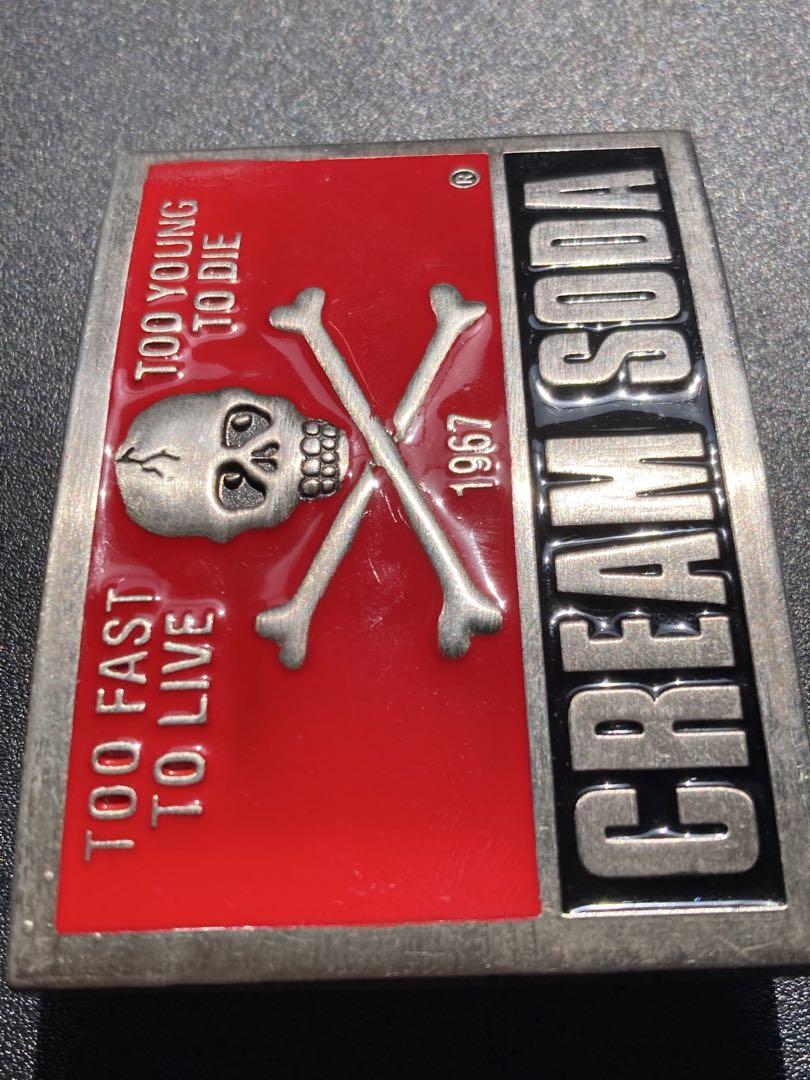 TOO FAST
TO LIVE
TOO YOUNG
TO DIE
1967
®
CREAM SODA